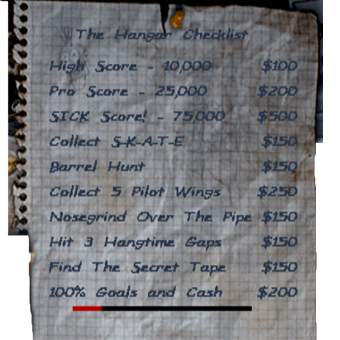 The Hangar Checklist
High Score - 10,000 $100
Pro Score - 25,000 $200
SICK Score! - 75,000 $500
Collect S-K-A-T-E $150
Barrel Hunt $150
Collect 5 Pilot Wings $250
Nosegrind Over The Pipe $150
Hit 3 Hangtime Gaps $150
Find The Secret Tape $150
100% Goals and Cash $200